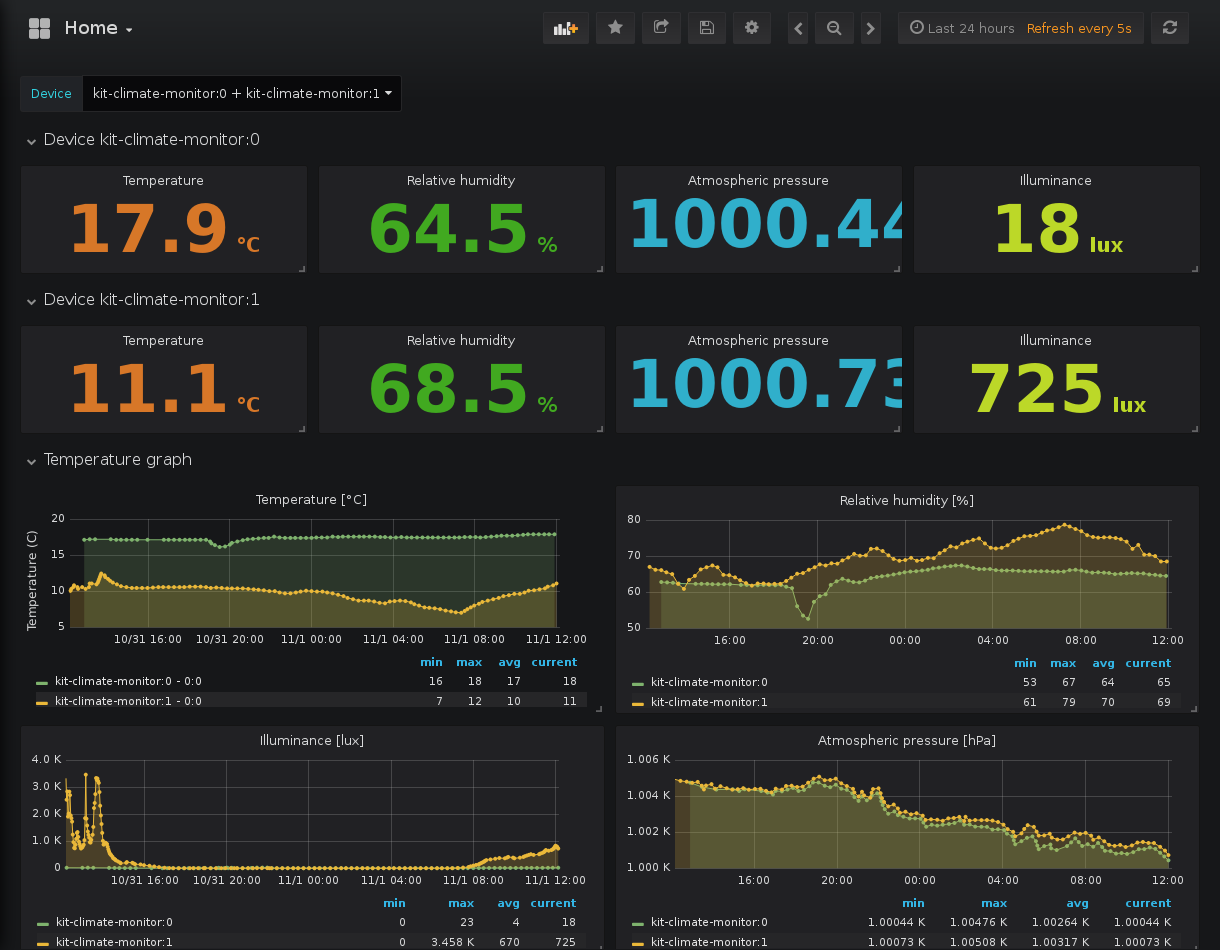 Home
Last 24 hours Refresh every 5s
Device kit-climate-monitor:0 + kit-climate-monitor:1
Device kit-climate-monitor:0
Temperature Relative humidity Atmospheric pressure Illuminance
17.9 °C 64.5 % 1000.44 18 lux
Device kit-climate-monitor:1
Temperature Relative humidity Atmospheric pressure Illuminance
11.1 °C 68.5 % 1000.73 725 lux
Temperature graph
Temperature [°C]
Temperature (C)
20
15
10
5
10/31 16:00 10/31 20:00 11/1 00:00 11/1 04:00 11/1 08:00 11/1 12:00
min max avg current
kit-climate-monitor:0 - 0:0 16 18 17 18
kit-climate-monitor:1 - 0:0 7 12 10 11
Relative humidity [%]
80
70
60
50
16:00 20:00 00:00 04:00 08:00 12:00
min max avg current
kit-climate-monitor:0 53 67 64 65
kit-climate-monitor:1 61 79 70 69
Illuminance [lux]
4.0 K
3.0 K
2.0 K
1.0 K
0
10/31 16:00 10/31 20:00 11/1 00:00 11/1 04:00 11/1 08:00 11/1 12:00
min max avg current
kit-climate-monitor:0 0 23 4 18
kit-climate-monitor:1 0 3.458 K 670 725
Atmospheric pressure [hPa]
1.006 K
1.004 K
1.002 K
1.000 K
16:00 20:00 00:00 04:00 08:00 12:00
min max avg current
kit-climate-monitor:0 1.00044 K 1.00476 K 1.00264 K 1.00044 K
kit-climate-monitor:1 1.00073 K 1.00508 K 1.00317 K 1.00073 K